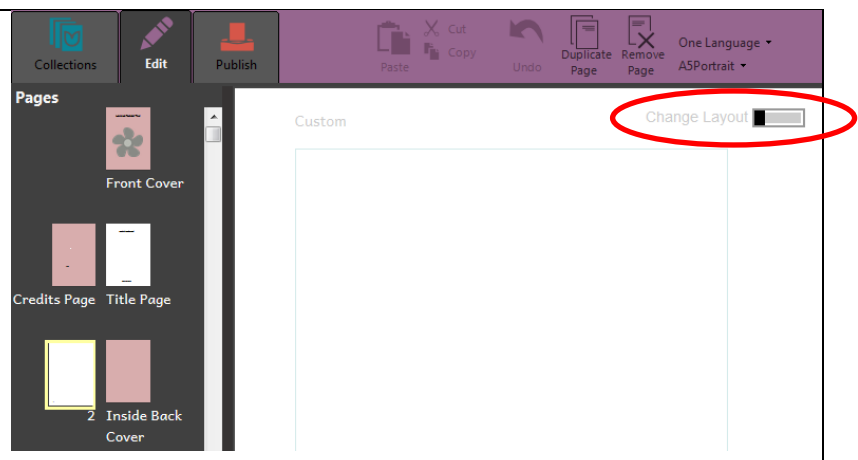 Collections
Edit
Publish
Paste
Cut
Copy
Undo
Duplicate
Page
Remove
Page
One Language
A5Portrait
Pages
Front Cover
Credits Page
Title Page
2
Inside Back
Cover
Custom
Change Layout